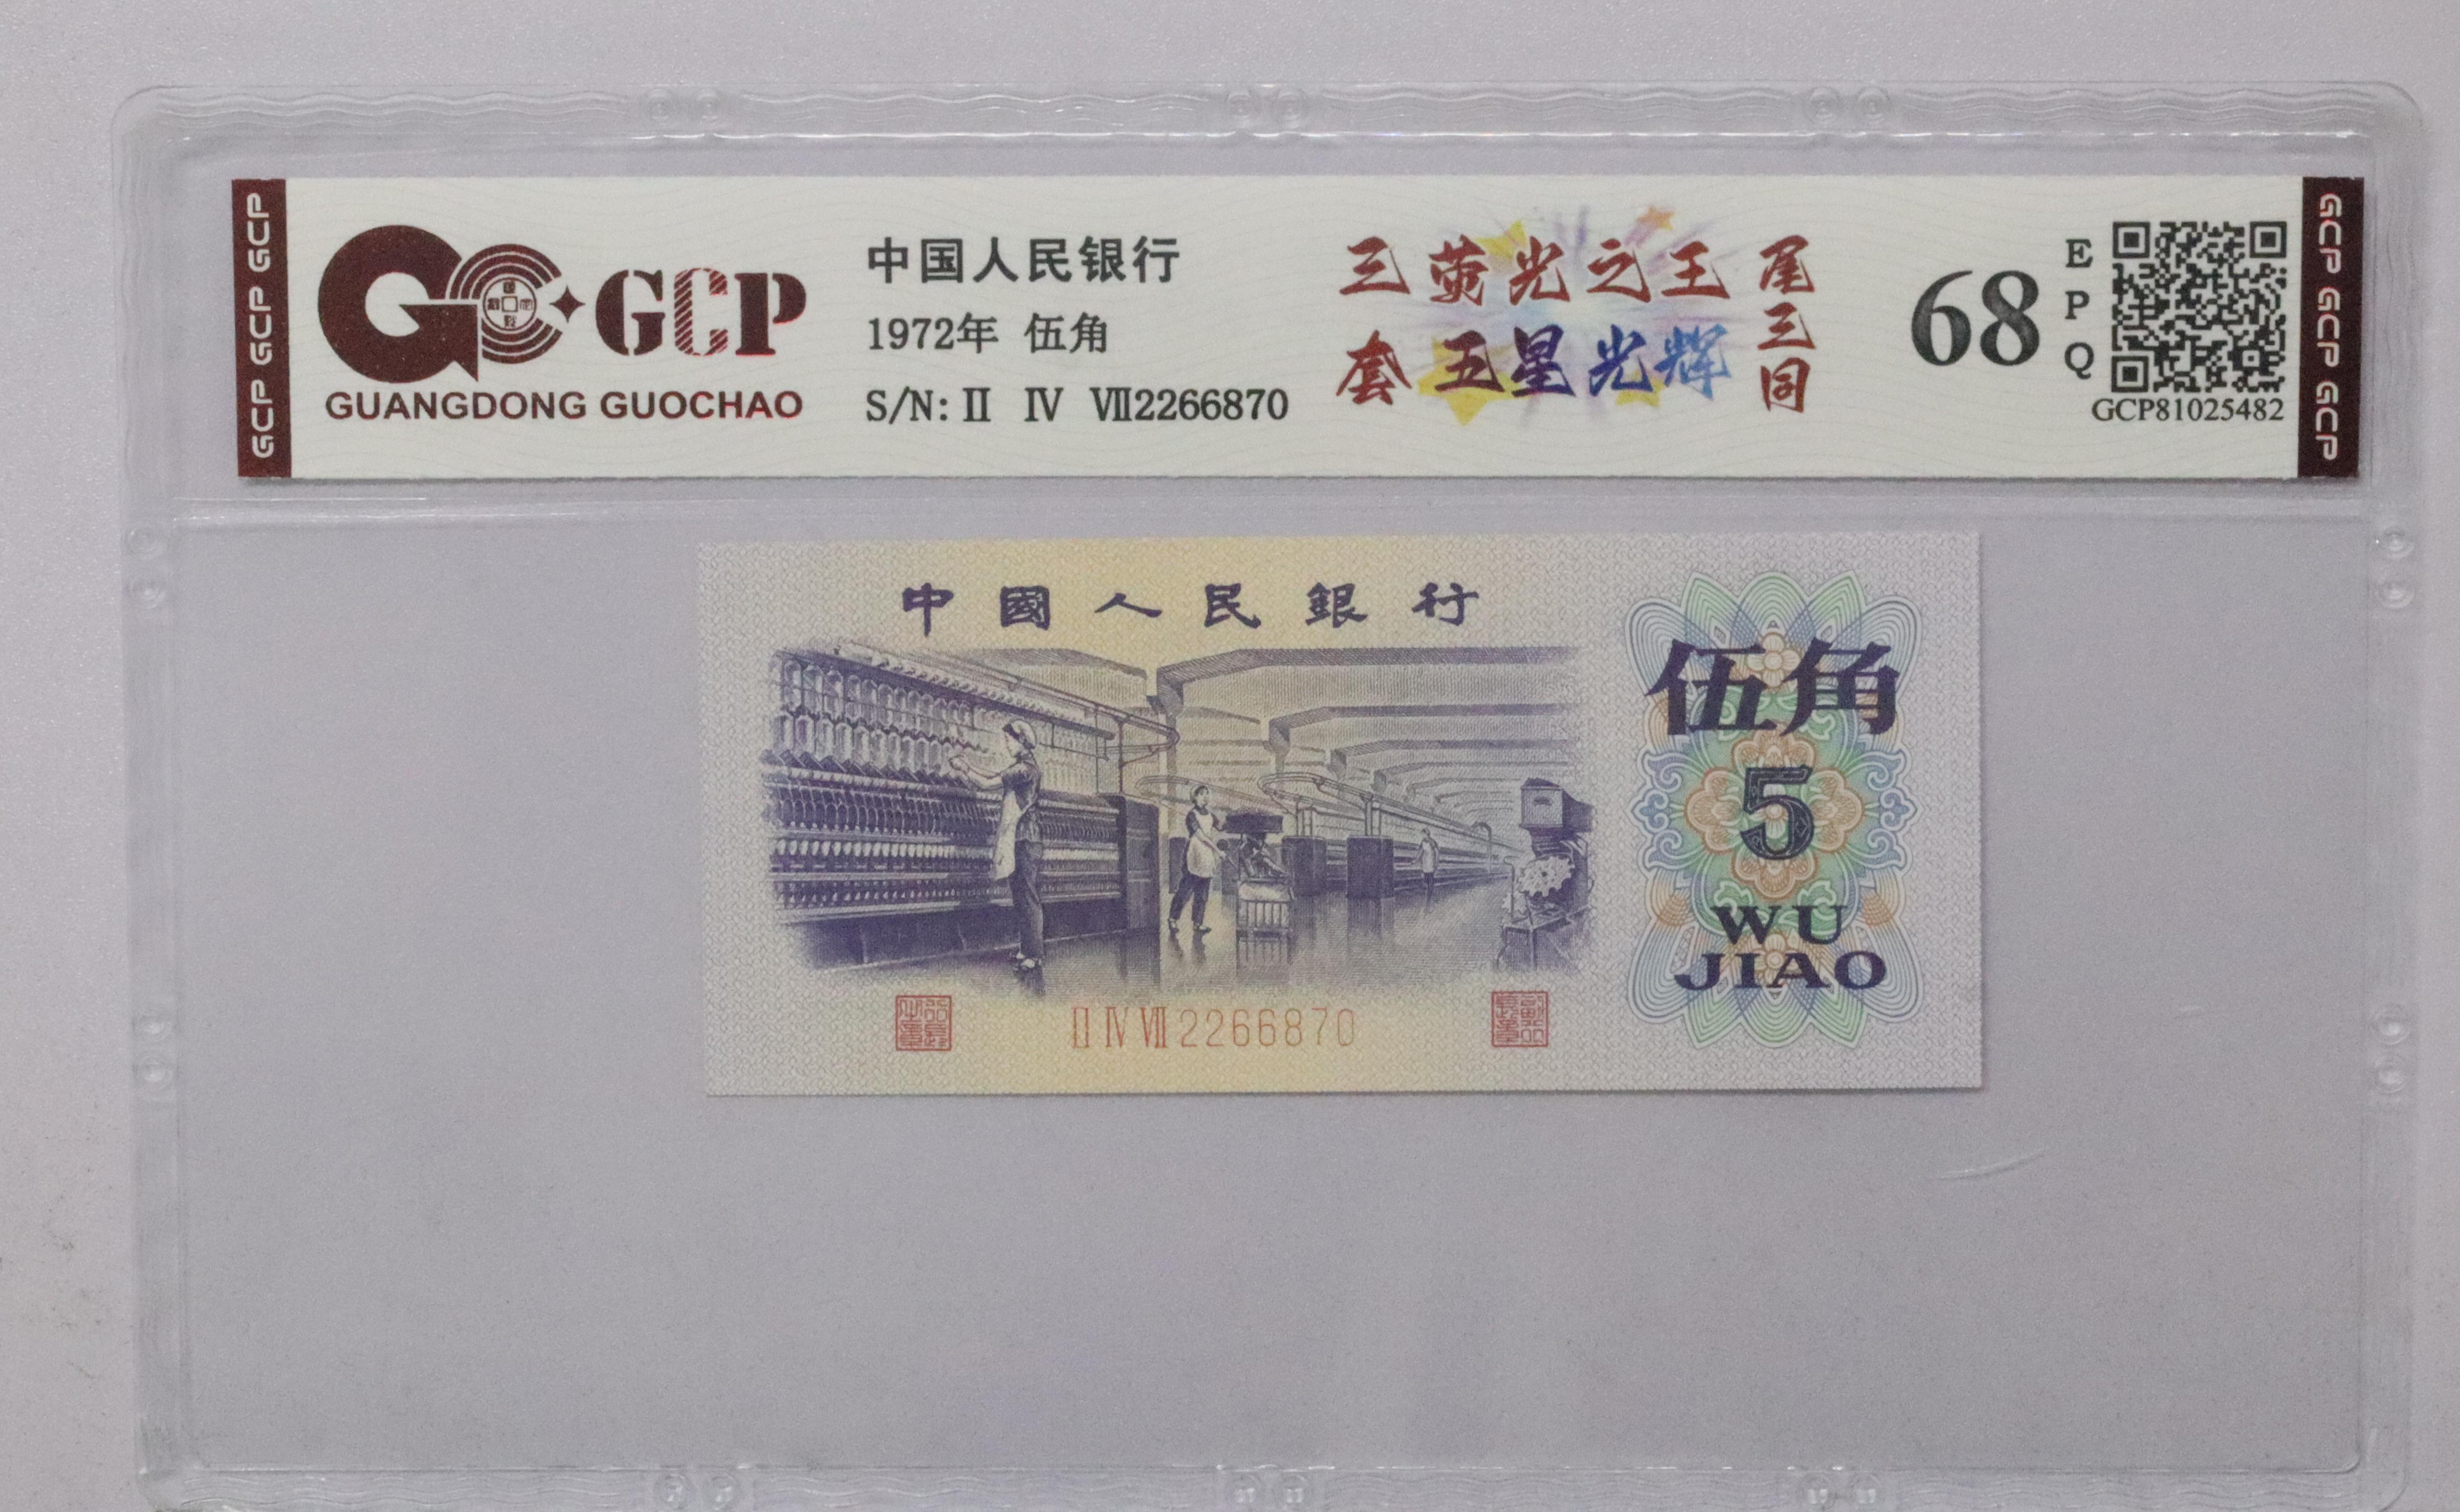 GCP GCP GCP
GCP
GUANGDONG GUOCHAO
中国人民银行
1972年 伍角
S/N: Ⅱ Ⅳ Ⅶ2266870
三套
荧光之王
五星光辉
尾三同
68
EPQ
GCP81025482
GCP GCP GCP
中國人民銀行
伍角
5
WU
JIAO
Ⅱ Ⅳ Ⅶ 2266870